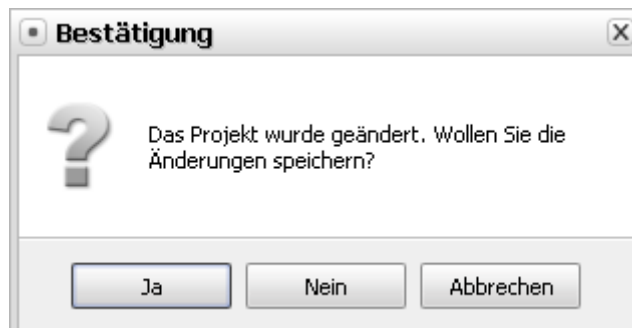 Bestätigung
Das Projekt wurde geändert. Wollen Sie die
Änderungen speichern?
Ja Nein Abbrechen